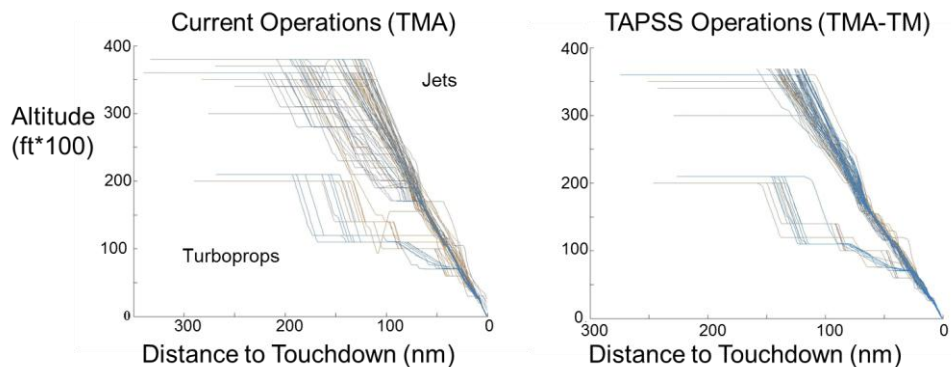 Current Operations (TMA)
TAPSS Operations (TMA-TM)
Altitude
(ft*100)
400
300
200
100
0
Jets
Turboprops
300
200
100
0
Distance to Touchdown (nm)
400
300
200
100
0
300
200
100
0
Distance to Touchdown (nm)